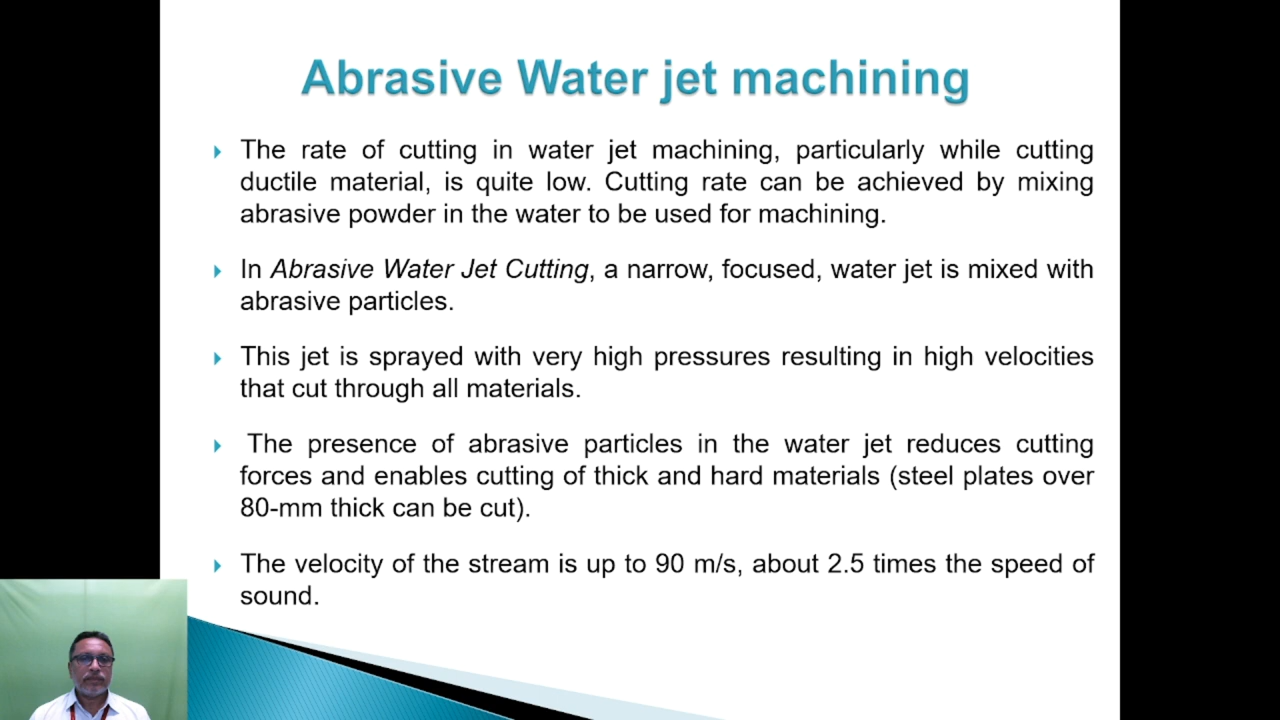 Abrasive Water jet machining
The rate of cutting in water jet machining, particularly while cutting
ductile material, is quite low. Cutting rate can be achieved by mixing
abrasive powder in the water to be used for machining.
In Abrasive Water Jet Cutting, a narrow, focused, water jet is mixed with
abrasive particles.
This jet is sprayed with very high pressures resulting in high velocities
that cut through all materials.
The presence of abrasive particles in the water jet reduces cutting
forces and enables cutting of thick and hard materials (steel plates over
80-mm thick can be cut).
The velocity of the stream is up to 90 m/s, about 2.5 times the speed of
sound.